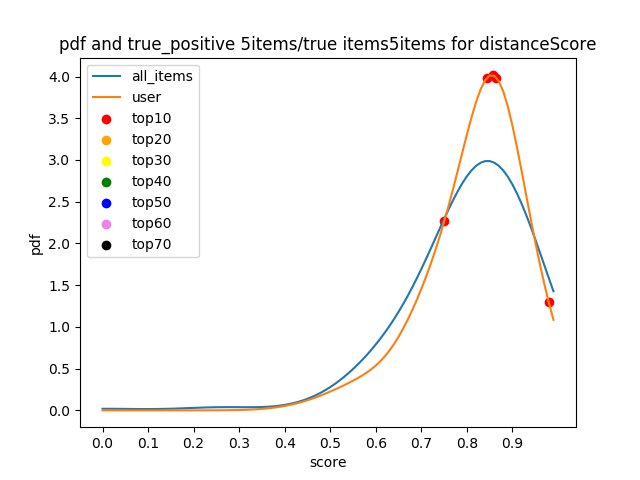 pdf and true_positive 5items/true items5items for distanceScore
all_items
user
top10
top20
top30
top40
top50
top60
top70
pdf
4.0
3.5
3.0
2.5
2.0
1.5
1.0
0.5
0.0
0.0 0.1 0.2 0.3 0.4 0.5 0.6 0.7 0.8 0.9
score